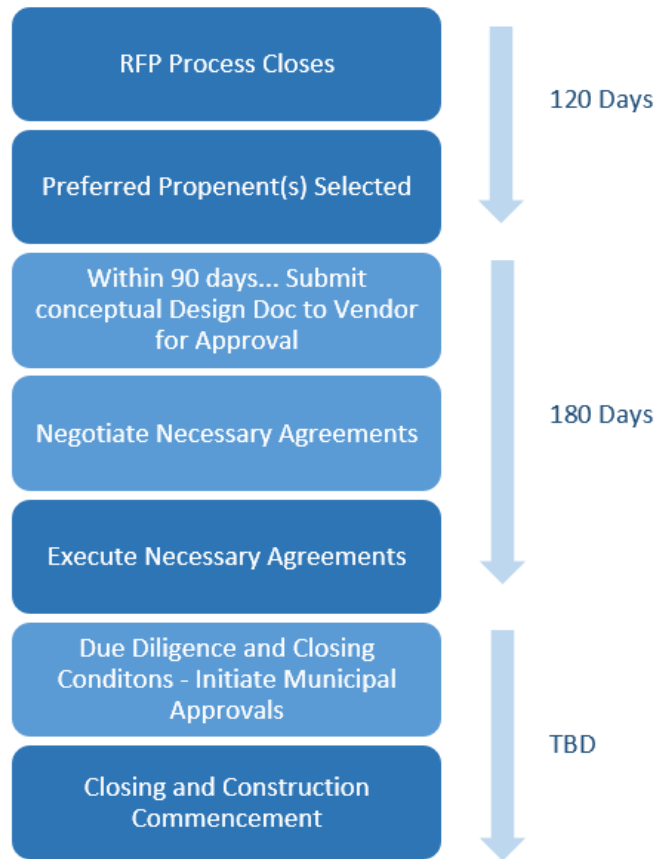 RFP Process Closes
120 Days
Preferred Propenent(s) Selected
Within 90 days... Submit
conceptual Design Doc to Vendor
for Approval
Negotiate Necessary Agreements
180 Days
Execute Necessary Agreements
Due Diligence and Closing
Conditons - Initiate Municipal
Approvals
TBD
Closing and Construction
Commencement